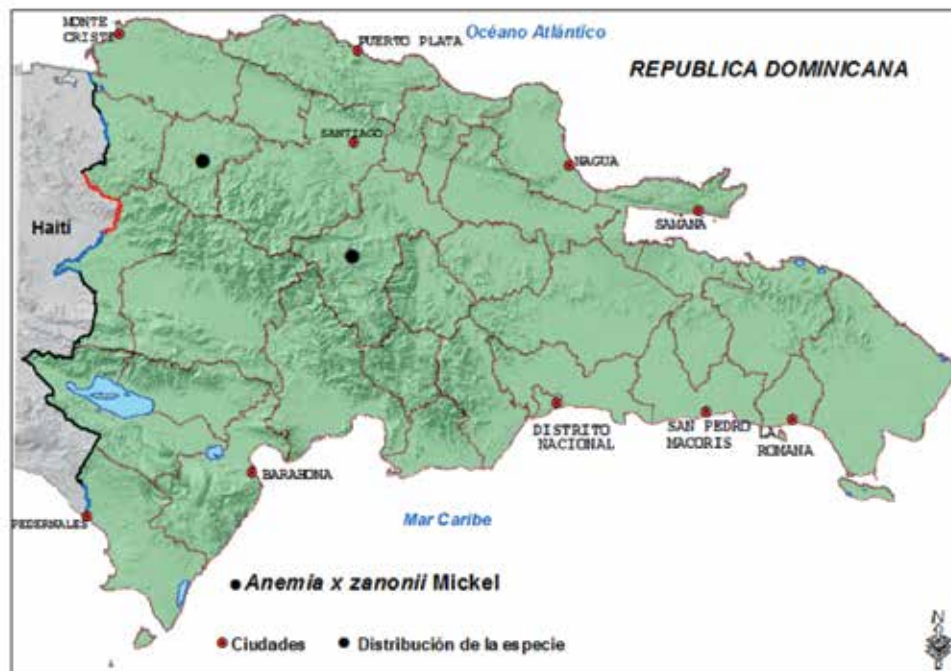 MONTE
CRISTI
PUERTO PLATA
Océano Atlántico
REPUBLICA DOMINICANA
SANTIAGO
NAGUA
Haití
SAMANA
DISTRITO
NACIONAL
SAN PEDRO
MACORIS
LA
ROMANA
BARAHONA
PEDERNALES
Mar Caribe
Anemia x zanonii Mickel
Ciudades
Distribución de la especie
N